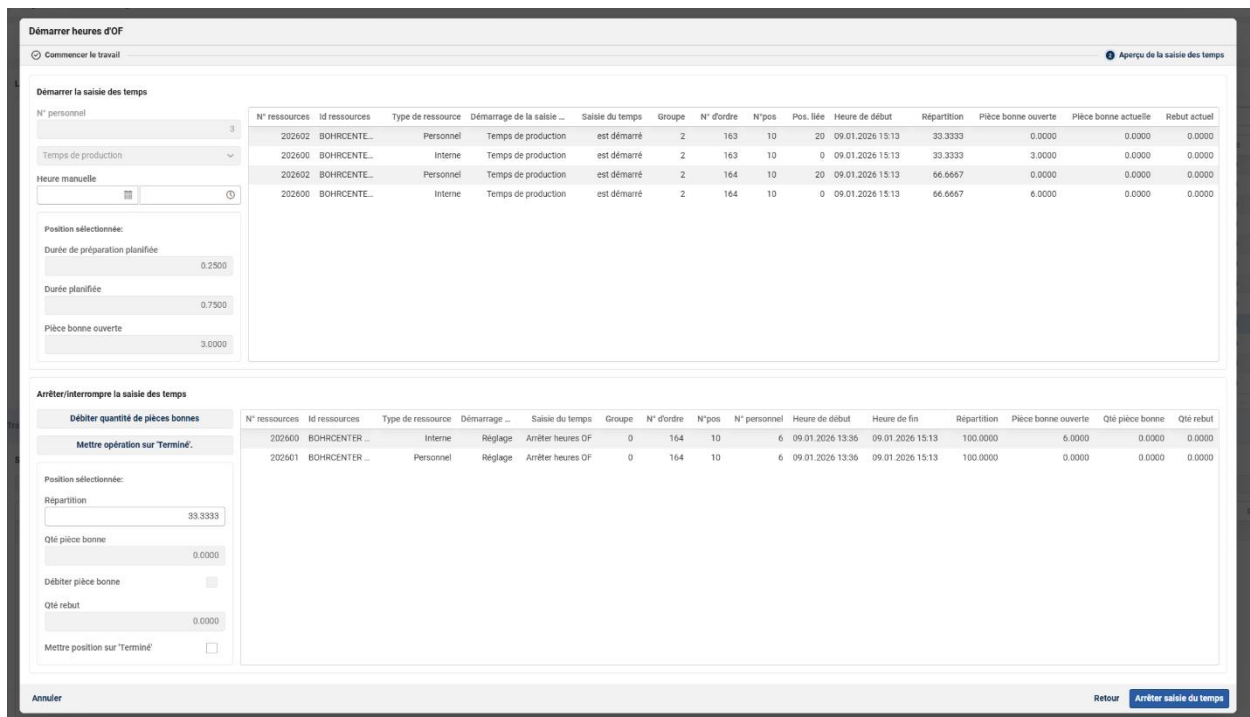 Démarrer heures d'OF
Commencer le travail
2 Aperçu de la saisie des temps
Démarrer la saisie des temps
N° personnel
3
Temps de production
Heure manuelle
Position sélectionnée:
Durée de préparation planifiée
0.2500
Durée planifiée
0.7500
Pièce bonne ouverte
3.0000
N° ressources Id ressources Type de ressource Démarrage de la saisie ... Saisie du temps Groupe N° d'ordre N°pos Pos. liée Heure de début Répartition Pièce bonne ouverte Pièce bonne actuelle Rebut actuel
202602 BOHRCENTE... Personnel Temps de production est démarré 2 163 10 20 09.01.2026 15:13 33.3333 0.0000 0.0000 0.0000
202600 BOHRCENTE... Interne Temps de production est démarré 2 163 10 0 09.01.2026 15:13 33.3333 3.0000 0.0000 0.0000
202602 BOHRCENTE... Personnel Temps de production est démarré 2 164 10 20 09.01.2026 15:13 66.6667 0.0000 0.0000 0.0000
202600 BOHRCENTE... Interne Temps de production est démarré 2 164 10 0 09.01.2026 15:13 66.6667 6.0000 0.0000 0.0000
Arrêter/interrompre la saisie des temps
Débiter quantité de pièces bonnes
Mettre opération sur 'Terminé'.
Position sélectionnée:
Répartition
33.3333
Qté pièce bonne
0.0000
Débiter pièce bonne
Qté rebut
0.0000
Mettre position sur 'Terminé'
N° ressources Id ressources Type de ressource Démarrage ... Saisie du temps Groupe N° d'ordre N°pos N° personnel Heure de début Heure de fin Répartition Pièce bonne ouverte Qté pièce bonne Qté rebut
202600 BOHRCENTER ... Interne Réglage Arrêter heures OF 0 164 10 6 09.01.2026 13:36 09.01.2026 15:13 100.0000 6.0000 0.0000 0.0000
202601 BOHRCENTER ... Personnel Réglage Arrêter heures OF 0 164 10 6 09.01.2026 13:36 09.01.2026 15:13 100.0000 0.0000 0.0000 0.0000
Annuler
Retour
Arrêter saisie du temps